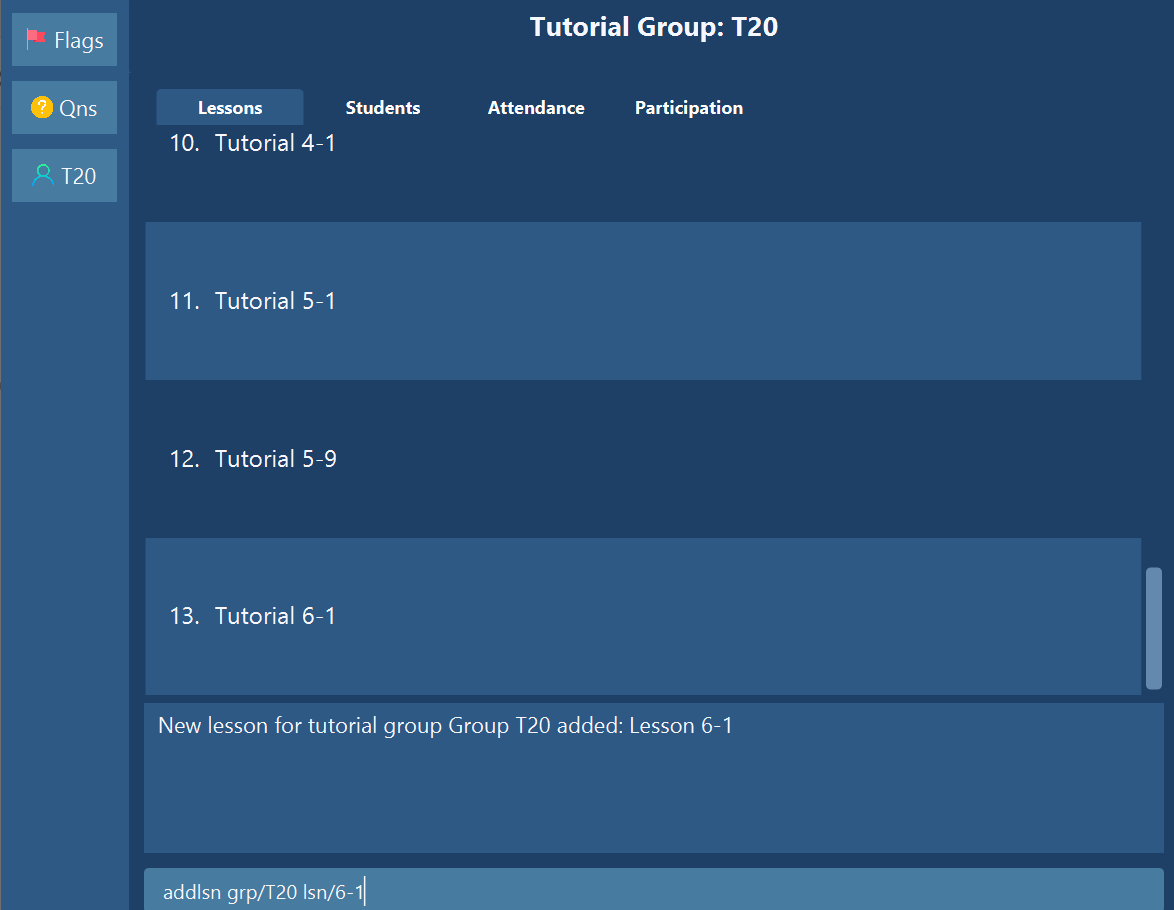 Flags
Qns
T20
Tutorial Group: T20
Lessons Students Attendance Participation
10. Tutorial 4-1
11. Tutorial 5-1
12. Tutorial 5-9
13. Tutorial 6-1
New lesson for tutorial group Group T20 added: Lesson 6-1
addlsn grp/T20 lsn/6-1